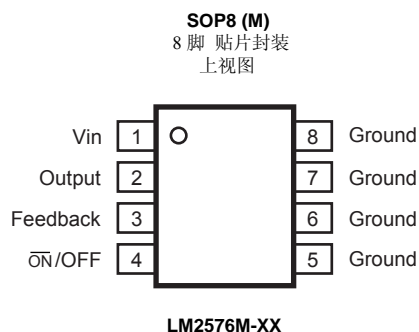 SOP8 (M)
8 脚 贴片封装
上视图
Vin 1 8 Ground
Output 2 7 Ground
Feedback 3 6 Ground
O̅N̅/OFF 4 5 Ground
LM2576M-XX